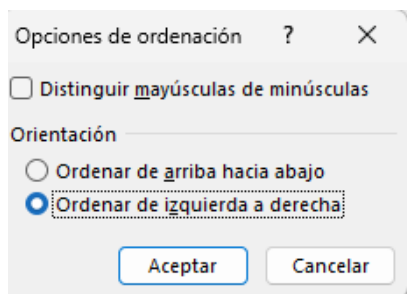 Opciones de ordenación ?
Distinguir mayúsculas de minúsculas
Orientación
Ordenar de arriba hacia abajo
Ordenar de izquierda a derecha
Aceptar Cancelar